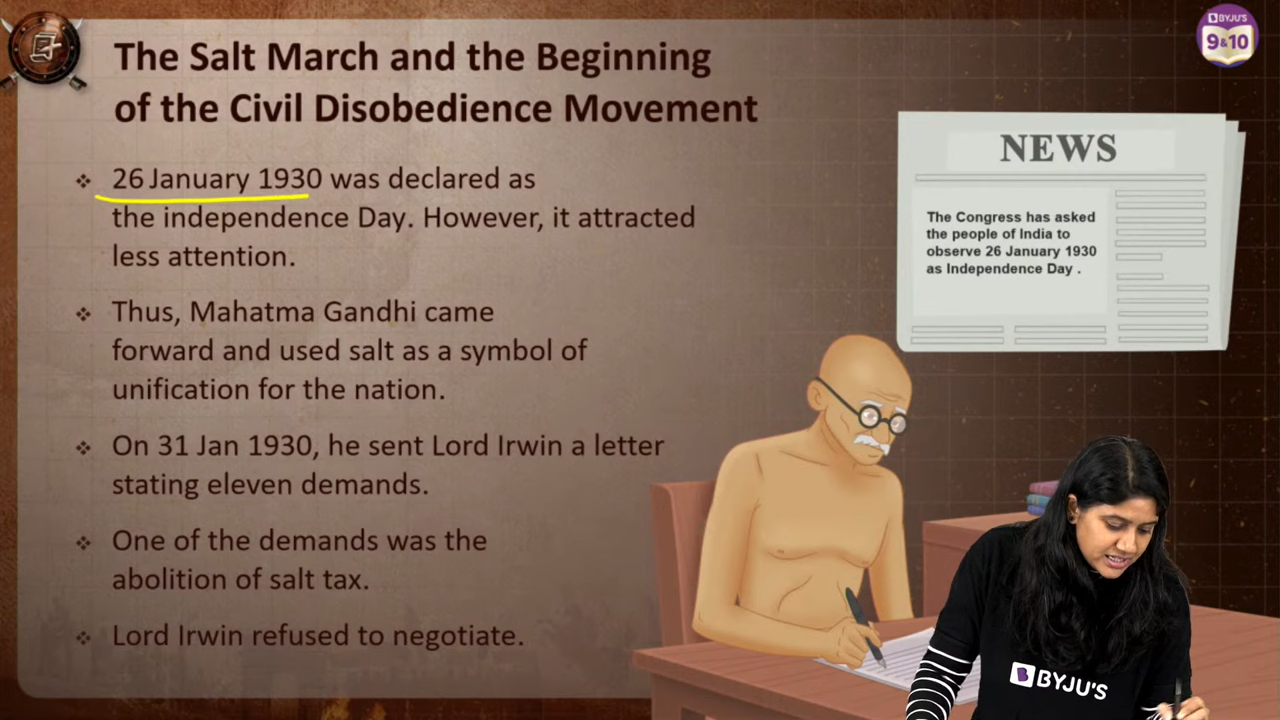 The Salt March and the Beginning
of the Civil Disobedience Movement
❖ 26 January 1930 was declared as
the independence Day. However, it attracted
less attention.
❖ Thus, Mahatma Gandhi came
forward and used salt as a symbol of
unification for the nation.
❖ On 31 Jan 1930, he sent Lord Irwin a letter
stating eleven demands.
❖ One of the demands was the
abolition of salt tax.
❖ Lord Irwin refused to negotiate.
BYJU'S
9&10
NEWS
The Congress has asked
the people of India to
observe 26 January 1930
as Independence Day .
BYJU'S